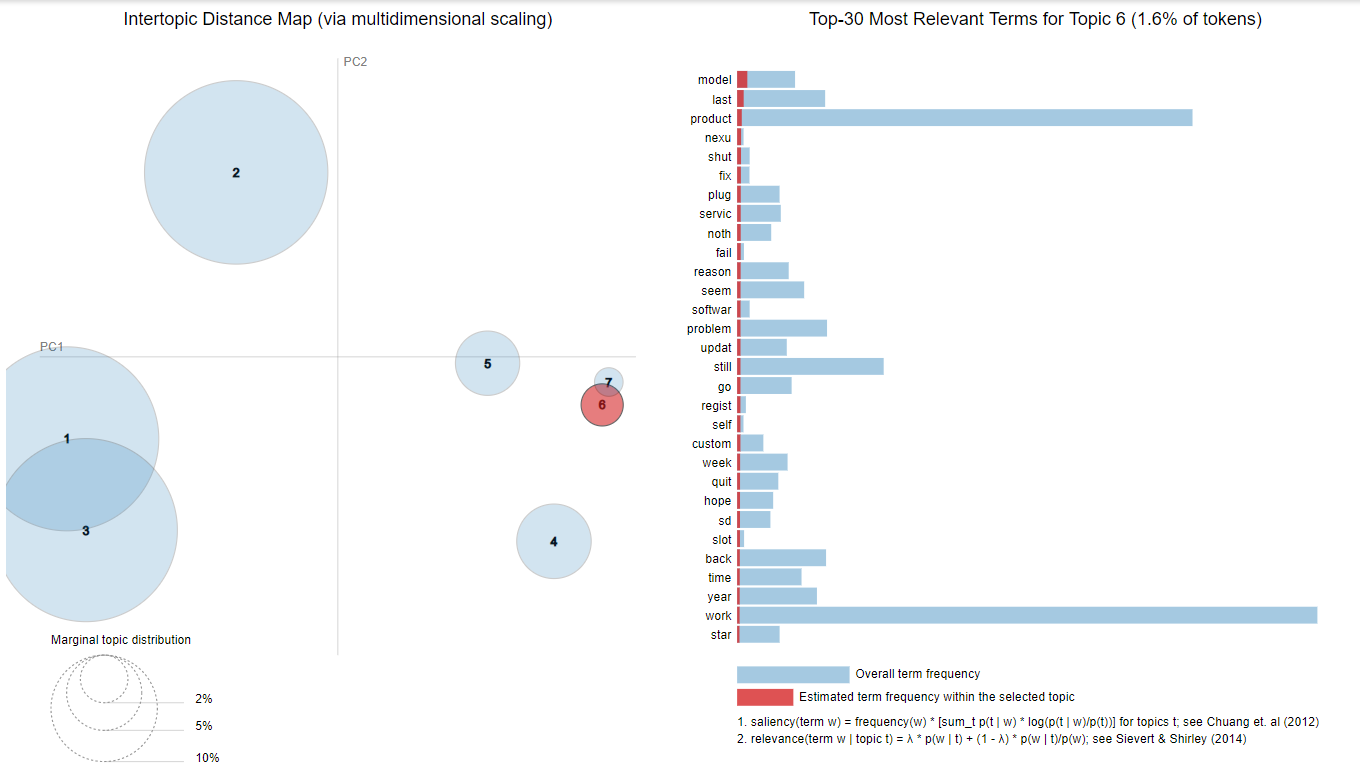 Intertopic Distance Map (via multidimensional scaling)
PC2
2
PC1
5
7
6
1
3
4
Marginal topic distribution
2%
5%
10%
Top-30 Most Relevant Terms for Topic 6 (1.6% of tokens)
model
last
product
nexu
shut
fix
plug
servic
noth
fail
reason
seem
softwar
problem
updat
still
go
regist
self
custom
week
quit
hope
sd
slot
back
time
year
work
star
Overall term frequency
Estimated term frequency within the selected topic
1. saliency(term w) = frequency(w) * [sum_t p(t | w) * log(p(t | w)/p(t))] for topics t; see Chuang et. al (2012)
2. relevance(term w | topic t) = λ * p(w | t) + (1 - λ) * p(w | t)/p(w); see Sievert & Shirley (2014)